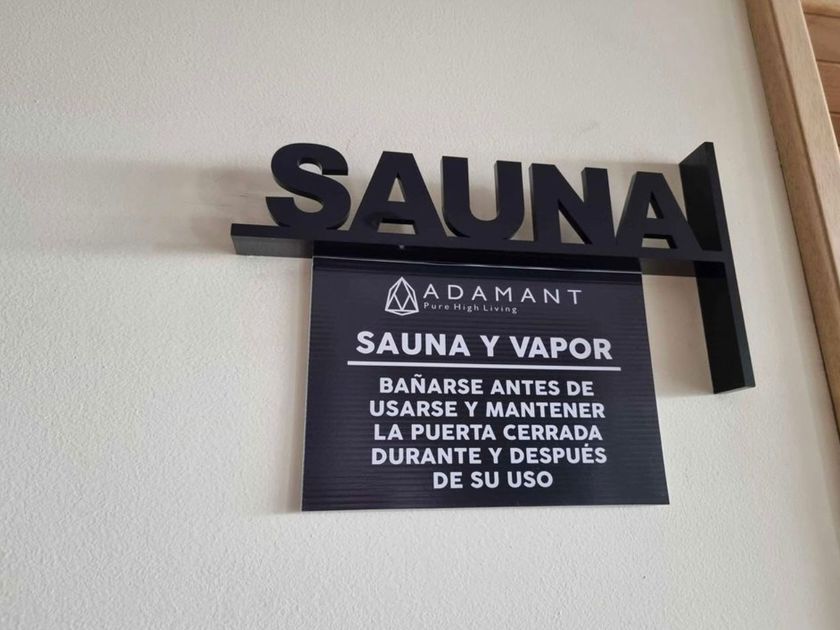 SAUNA
ADAMANT
Pure High Living
SAUNA Y VAPOR
BAÑARSE ANTES DE
USARSE Y MANTENER
LA PUERTA CERRADA
DURANTE Y DESPUÉS
DE SU USO